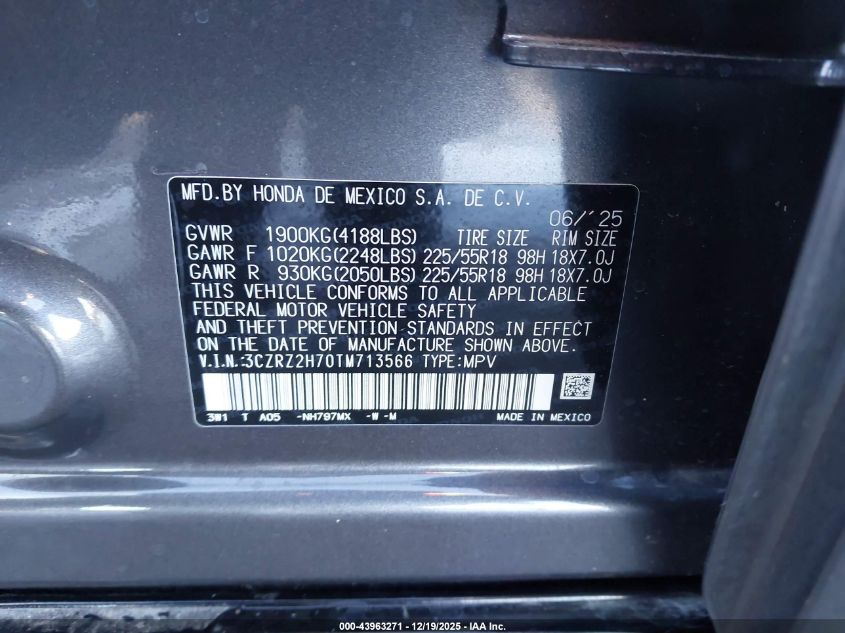 MFD.BY HONDA DE MEXICO S.A. DE C.V.
06/'25
GVWR 1900KG(4188LBS) TIRE SIZE RIM SIZE
GAWR F 1020KG(2248LBS) 225/55R18 98H 18X7.0J
GAWR R 930KG(2050LBS) 225/55R18 98H 18X7.0J
THIS VEHICLE CONFORMS TO ALL APPLICABLE
FEDERAL MOTOR VEHICLE SAFETY
AND THEFT PREVENTION STANDARDS IN EFFECT
ON THE DATE OF MANUFACTURE SHOWN ABOVE.
V.I.N.:3CZRZ2H70TM713566 TYPE:MPV
3W1 T A05 -NH797MX -W -M MADE IN MEXICO
000-43963271 - 12/19/2025 - IAA Inc.